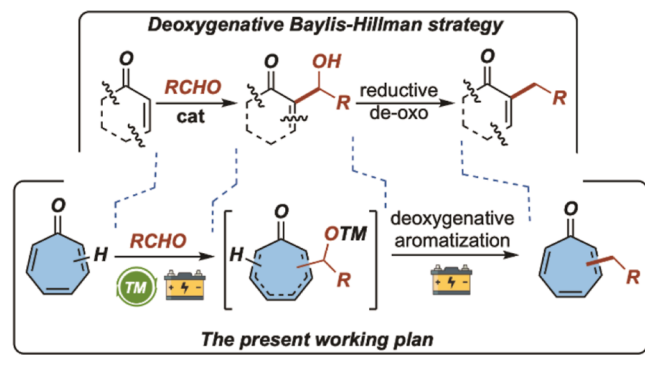 Deoxygenative Baylis-Hillman strategy
O
RCHO
cat
O
OH
R
reductive
de-oxo
O
R
O
H
RCHO
TM
+ -
H
O
OTM
R
deoxygenative
aromatization
+ -
O
R
The present working plan